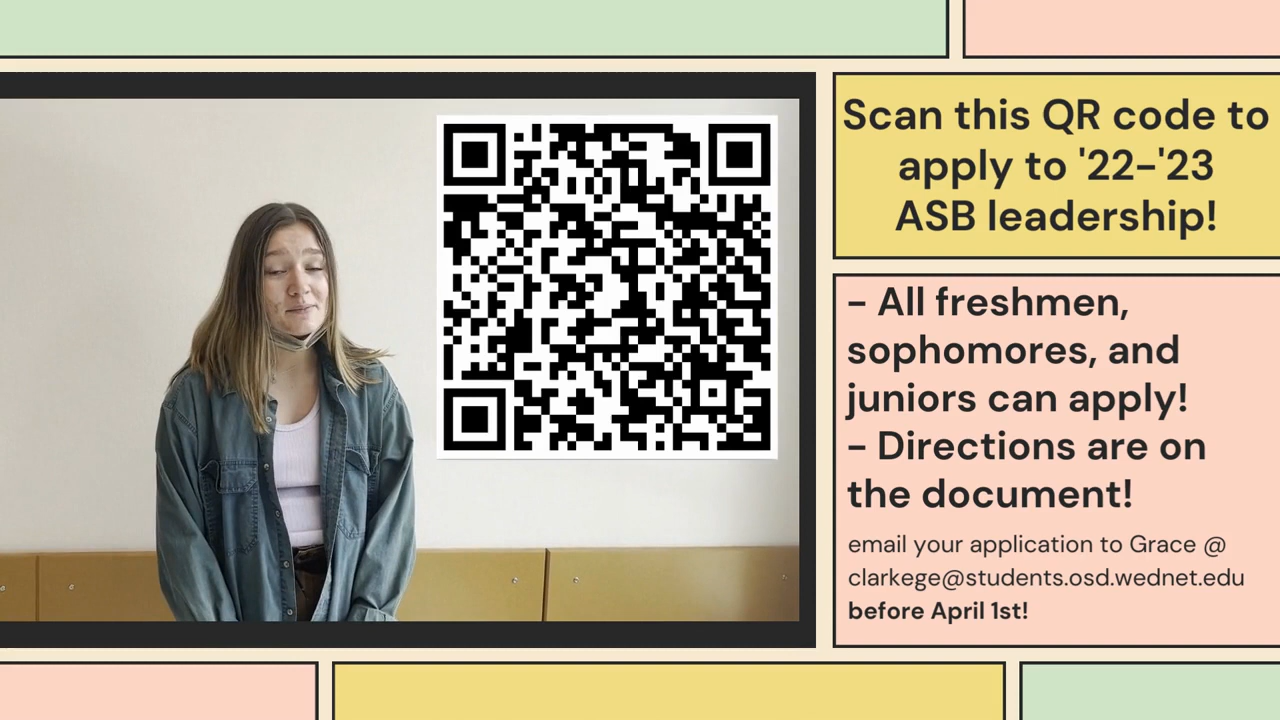 Scan this QR code to
apply to '22-'23
ASB leadership!
- All freshmen,
sophomores, and
juniors can apply!
- Directions are on
the document!
email your application to Grace @
clarkege@students.osd.wednet.edu
before April 1st!